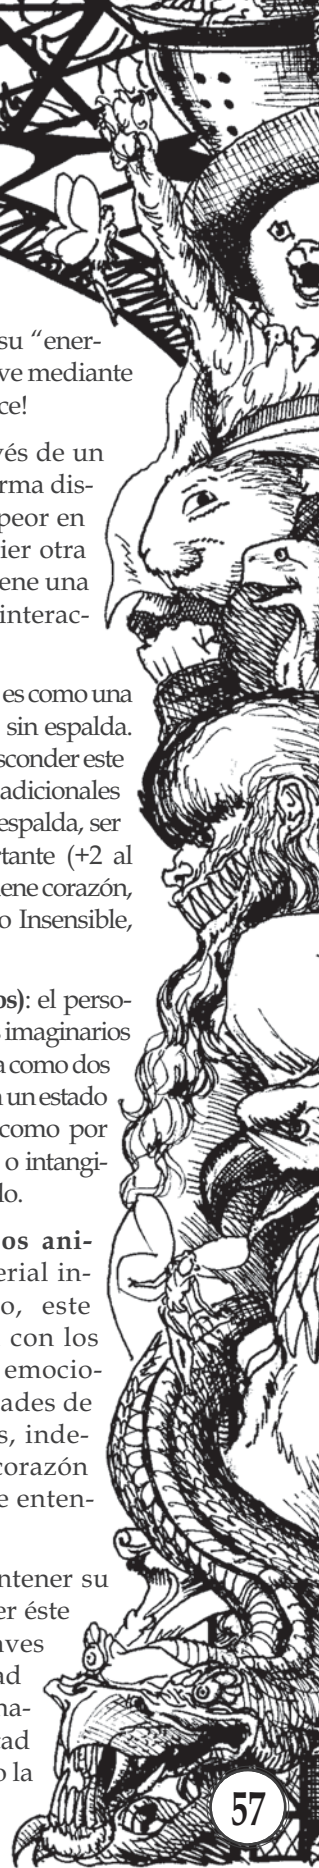 su “ener-
ve mediante
ce!
vés de un
rma dis-
peor en
ier otra
ene una
interac-
es como una
sin espalda.
sconder este
adicionales
espalda, ser
tante (+2 al
iene corazón,
o Insensible,
os): el perso-
imaginarios
a como dos
un estado
como por
o intangi-
lo.
os ani-
erial in-
o, este
con los
emocio-
ades de
s, inde-
corazón
e enten-
ntener su
er éste
aves
ad
na-
rad
o la
57